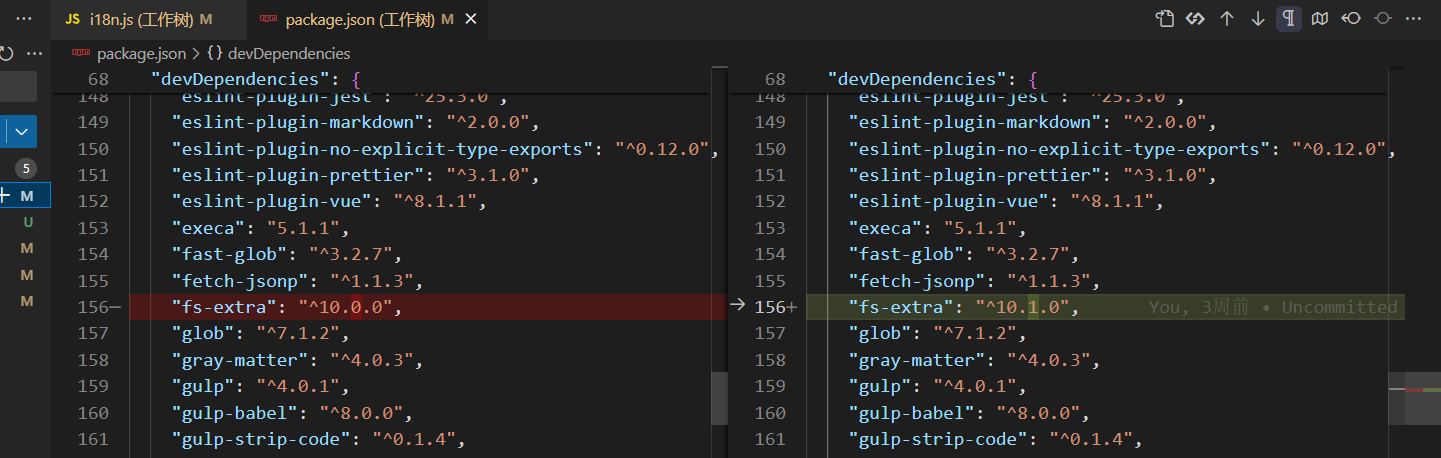 JS i18n.js (工作树) M
package.json (工作树) M
package.json > {} devDependencies
68 "devDependencies": {
148 "eslint-plugin-jest": "^25.3.0",
149 "eslint-plugin-markdown": "^2.0.0",
150 "eslint-plugin-no-explicit-type-exports": "^0.12.0",
151 "eslint-plugin-prettier": "^3.1.0",
152 "eslint-plugin-vue": "^8.1.1",
153 "execa": "5.1.1",
154 "fast-glob": "^3.2.7",
155 "fetch-jsonp": "^1.1.3",
156− "fs-extra": "^10.0.0",
157 "glob": "^7.1.2",
158 "gray-matter": "^4.0.3",
159 "gulp": "^4.0.1",
160 "gulp-babel": "^8.0.0",
161 "gulp-strip-code": "^0.1.4",
68 "devDependencies": {
148 "eslint-plugin-jest": "^25.3.0",
149 "eslint-plugin-markdown": "^2.0.0",
150 "eslint-plugin-no-explicit-type-exports": "^0.12.0",
151 "eslint-plugin-prettier": "^3.1.0",
152 "eslint-plugin-vue": "^8.1.1",
153 "execa": "5.1.1",
154 "fast-glob": "^3.2.7",
155 "fetch-jsonp": "^1.1.3",
156+ "fs-extra": "^10.1.0", You, 3周前 • Uncommitted
157 "glob": "^7.1.2",
158 "gray-matter": "^4.0.3",
159 "gulp": "^4.0.1",
160 "gulp-babel": "^8.0.0",
161 "gulp-strip-code": "^0.1.4",
5
M
U
M
M
M